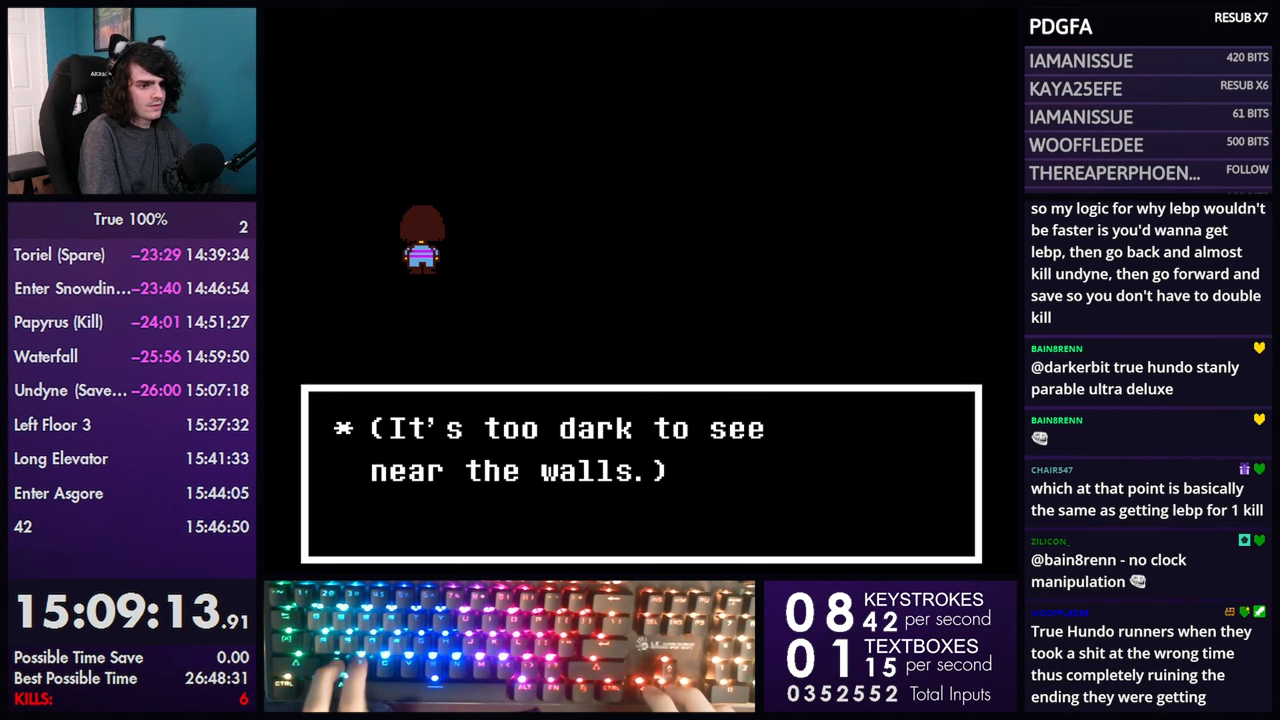 True 100%
2
Toriel (Spare) −23:29 14:39:34
Enter Snowdin... −23:40 14:46:54
Papyrus (Kill) −24:01 14:51:27
Waterfall −25:56 14:59:50
Undyne (Save... −26:00 15:07:18
Left Floor 3 15:37:32
Long Elevator 15:41:33
Enter Asgore 15:44:05
42 15:46:50
15:09:13.91
Possible Time Save 0.00
Best Possible Time 26:48:31
KILLS: 6
* (It's too dark to see
near the walls.)
08 KEYSTROKES
42 per second
01 TEXTBOXES
15 per second
0352552 Total Inputs
PDGFA RESUB X7
IAMANISSUE 420 BITS
KAYA25EFE RESUB X6
IAMANISSUE 61 BITS
WOOFFLEDEE 500 BITS
THEREAPERPHOEN... FOLLOW
so my logic for why lebp wouldn't
be faster is you'd wanna get
lebp, then go back and almost
kill undyne, then go forward and
save so you don't have to double
kill
BAIN8RENN
@darkerbit true hundo stanly
parable ultra deluxe
BAIN8RENN
CHAIR547
which at that point is basically
the same as getting lebp for 1 kill
ZILICON_
@bain8renn - no clock
manipulation
WOOFFLEDEE
True Hundo runners when they
took a shit at the wrong time
thus completely ruining the
ending they were getting